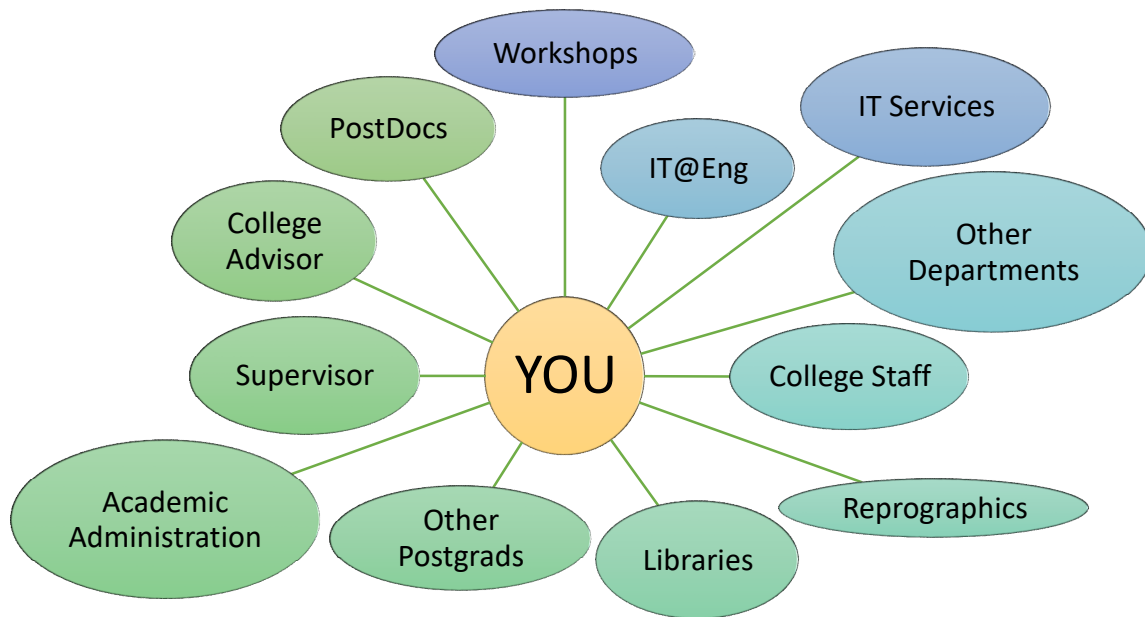 Workshops
PostDocs
IT Services
IT@Eng
College
Advisor
Other
Departments
YOU
Supervisor
College Staff
Academic
Administration
Other
Postgrads
Libraries
Reprographics